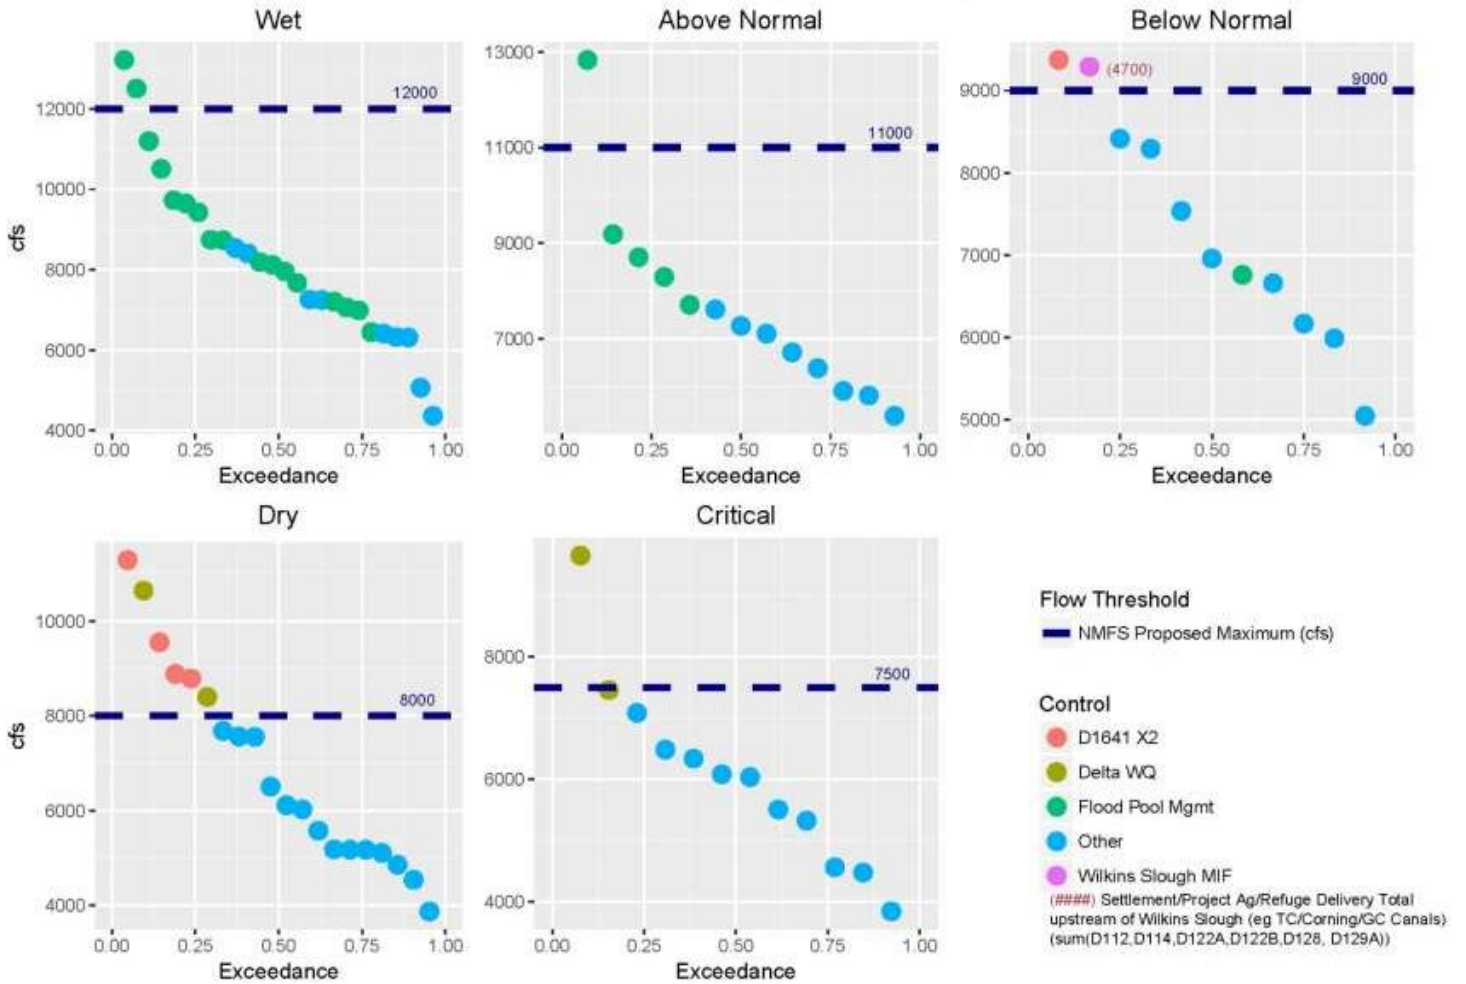 Wet
cfs
12000
10000
8000
6000
4000
12000
0.00 0.25 0.50 0.75 1.00
Exceedance
Above Normal
13000
11000
9000
7000
11000
0.00 0.25 0.50 0.75 1.00
Exceedance
Below Normal
9000
8000
7000
6000
5000
(4700)
9000
0.00 0.25 0.50 0.75 1.00
Exceedance
Dry
cfs
10000
8000
6000
4000
8000
0.00 0.25 0.50 0.75 1.00
Exceedance
Critical
8000
6000
4000
7500
0.00 0.25 0.50 0.75 1.00
Exceedance
Flow Threshold
NMFS Proposed Maximum (cfs)
Control
D1641 X2
Delta WQ
Flood Pool Mgmt
Other
Wilkins Slough MIF
(####) Settlement/Project Ag/Refuge Delivery Total
upstream of Wilkins Slough (eg TC/Corning/GC Canals)
(sum(D112,D114,D122A,D122B,D128, D129A))